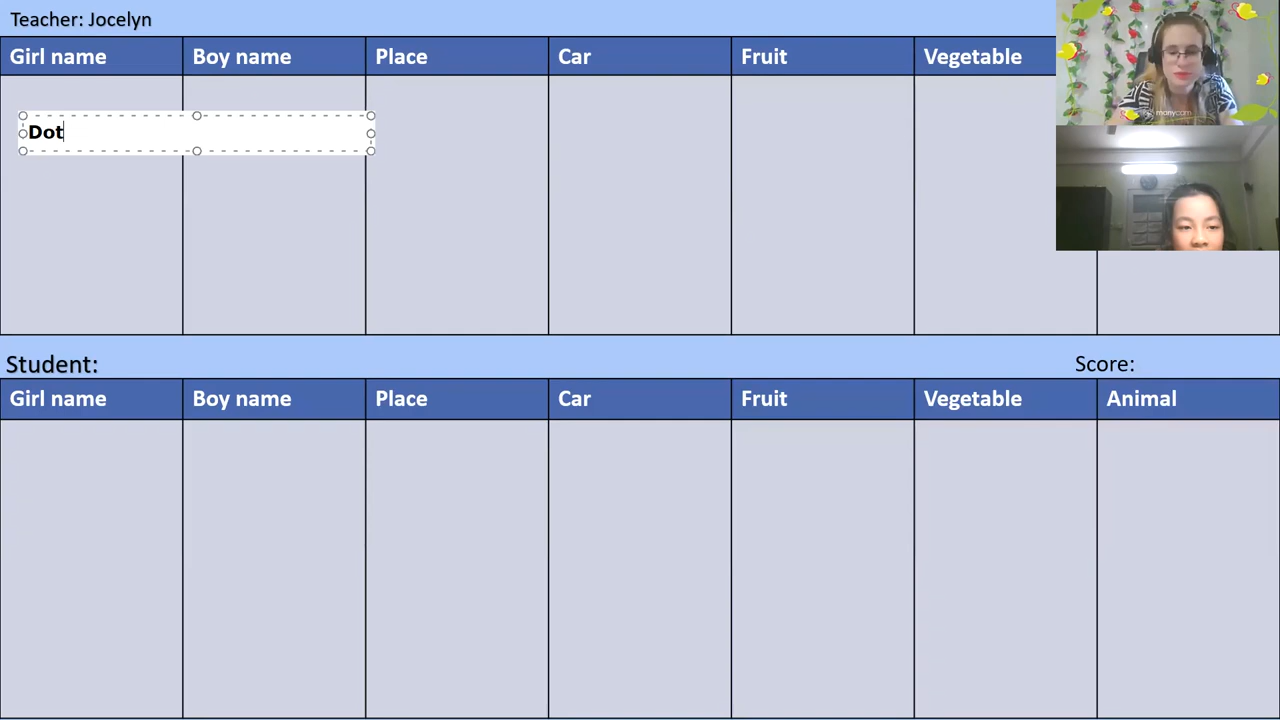 Teacher: Jocelyn
Girl name Boy name Place Car Fruit Vegetable
Dot
manycam
Student: Score:
Girl name Boy name Place Car Fruit Vegetable Animal